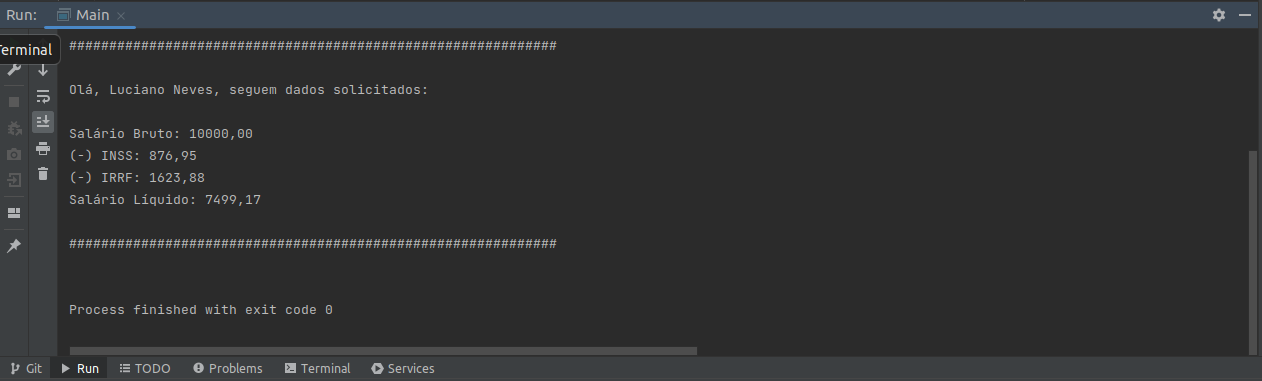 Run: Main
Terminal
#############################################################
Olá, Luciano Neves, seguem dados solicitados:
Salário Bruto: 10000,00
(-) INSS: 876,95
(-) IRRF: 1623,88
Salário Líquido: 7499,17
#############################################################
Process finished with exit code 0
Git Run TODO Problems Terminal Services